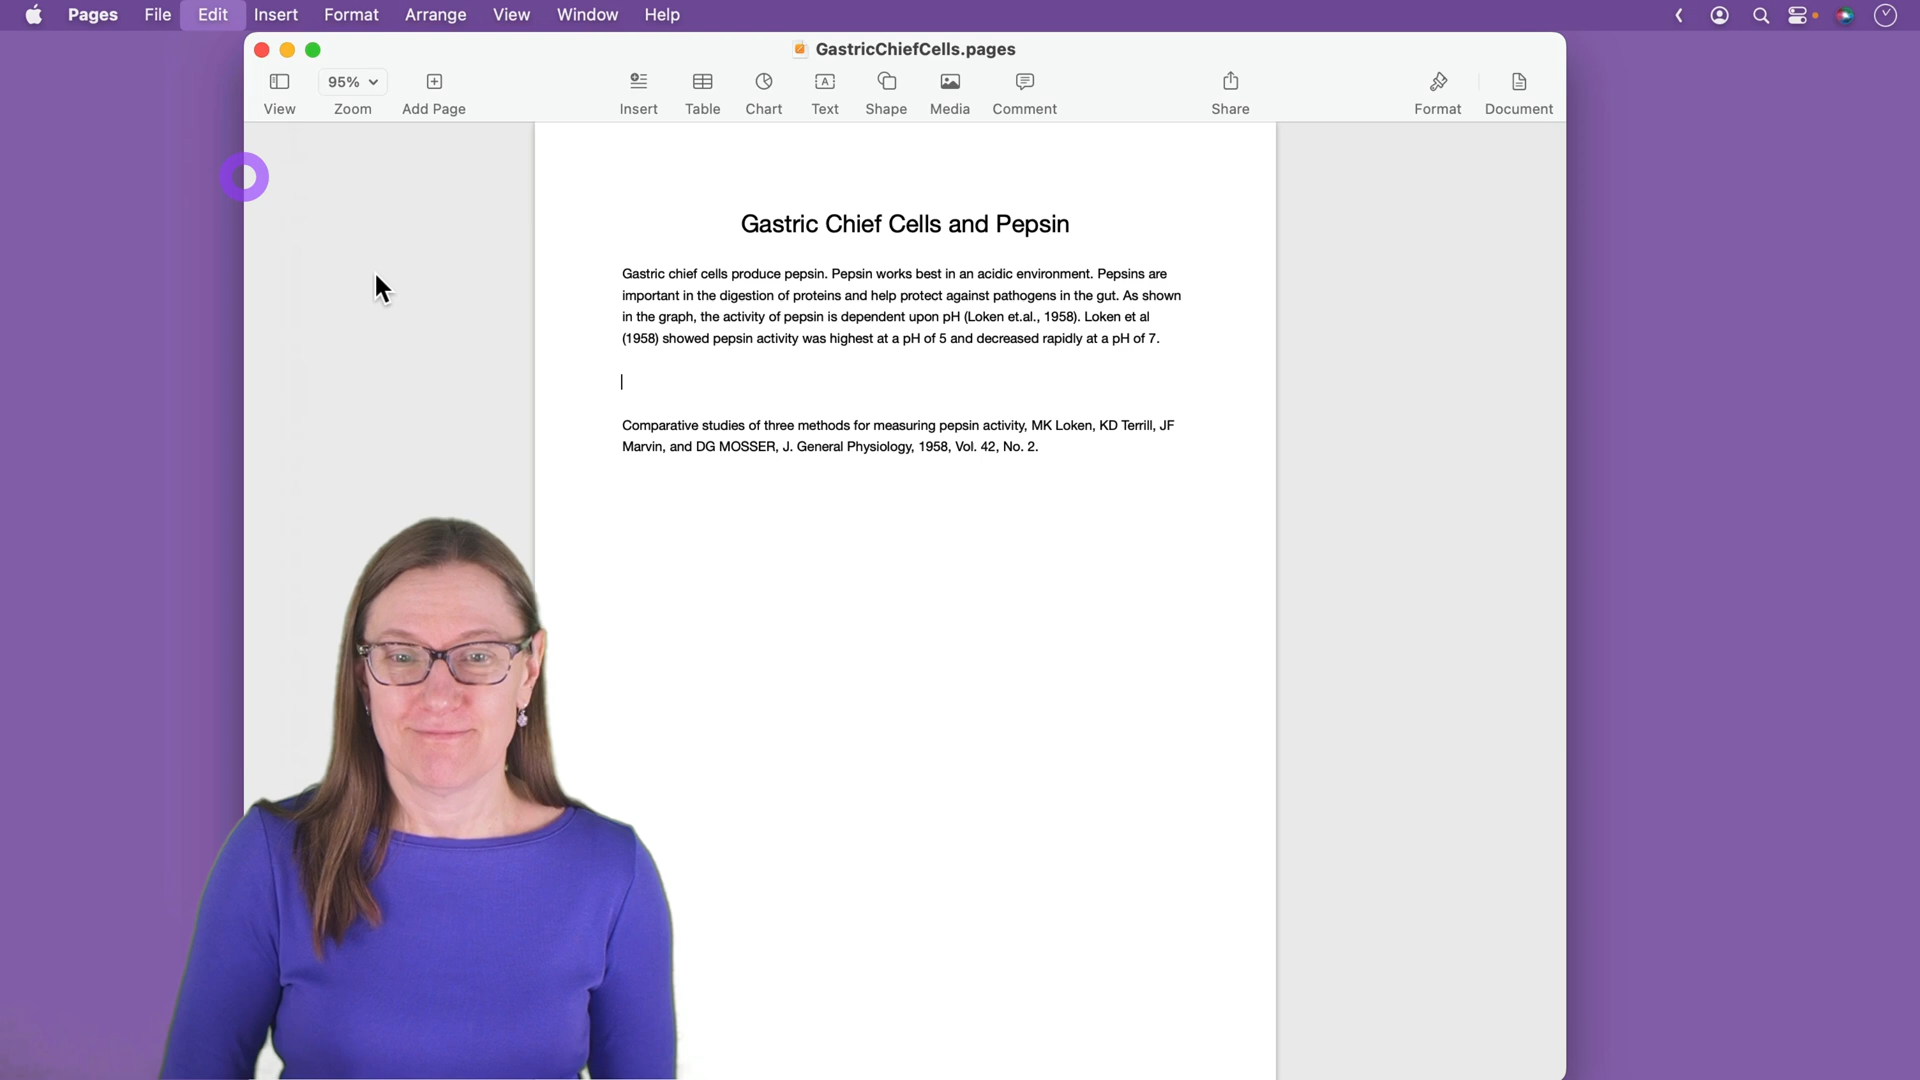 Pages File Edit Insert Format Arrange View Window Help
GastricChiefCells.pages
95%
View Zoom Add Page Insert Table Chart Text Shape Media Comment Share Format Document
Gastric Chief Cells and Pepsin
Gastric chief cells produce pepsin. Pepsin works best in an acidic environment. Pepsins are
important in the digestion of proteins and help protect against pathogens in the gut. As shown
in the graph, the activity of pepsin is dependent upon pH (Loken et.al., 1958). Loken et al
(1958) showed pepsin activity was highest at a pH of 5 and decreased rapidly at a pH of 7.
Comparative studies of three methods for measuring pepsin activity, MK Loken, KD Terrill, JF
Marvin, and DG MOSSER, J. General Physiology, 1958, Vol. 42, No. 2.